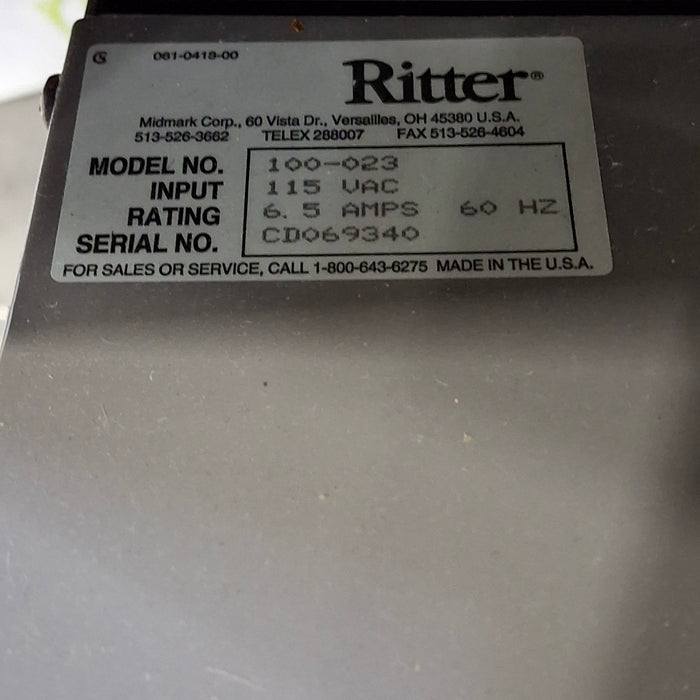 061-0418-00
Ritter®
Midmark Corp., 60 Vista Dr., Versailles, OH 45380 U.S.A.
513-526-3662 TELEX 288007 FAX 513-526-4604
MODEL NO. 100-023
INPUT 115 VAC
RATING 6.5 AMPS 60 HZ
SERIAL NO. CD069340
FOR SALES OR SERVICE, CALL 1-800-643-6275 MADE IN THE U.S.A.